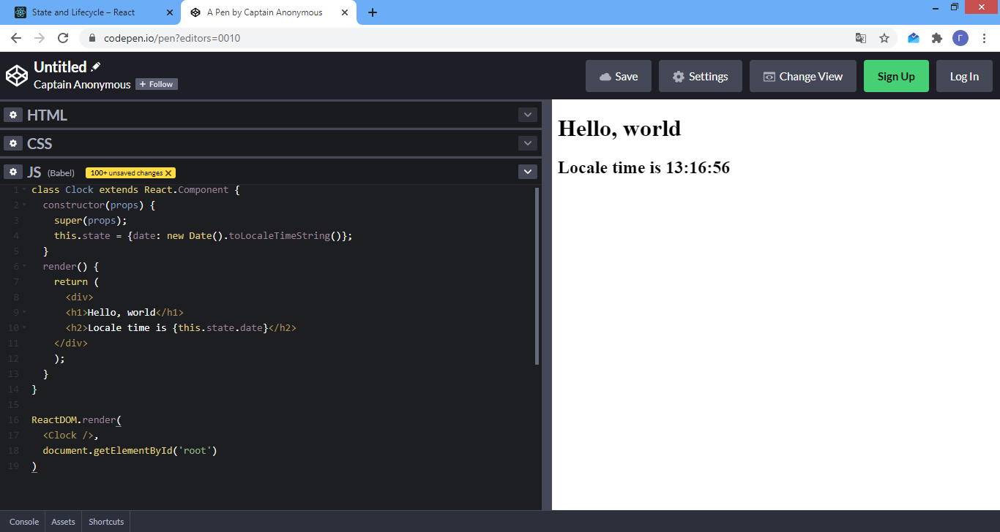 State and Lifecycle – React
A Pen by Captain Anonymous
codepen.io/pen?editors=0010
Г
Untitled
Captain Anonymous
+ Follow
Save
Settings
Change View
Sign Up
Log In
HTML
CSS
JS (Babel) 100+ unsaved changes X
1 class Clock extends React.Component {
2   constructor(props) {
3     super(props);
4     this.state = {date: new Date().toLocaleTimeString()};
5   }
6   render() {
7     return (
8       <div>
9       <h1>Hello, world</h1>
10       <h2>Locale time is {this.state.date}</h2>
11     </div>
12     );
13   }
14 }
15
16 ReactDOM.render(
17   <Clock />,
18   document.getElementById('root')
19 )
Hello, world
Locale time is 13:16:56
Console
Assets
Shortcuts